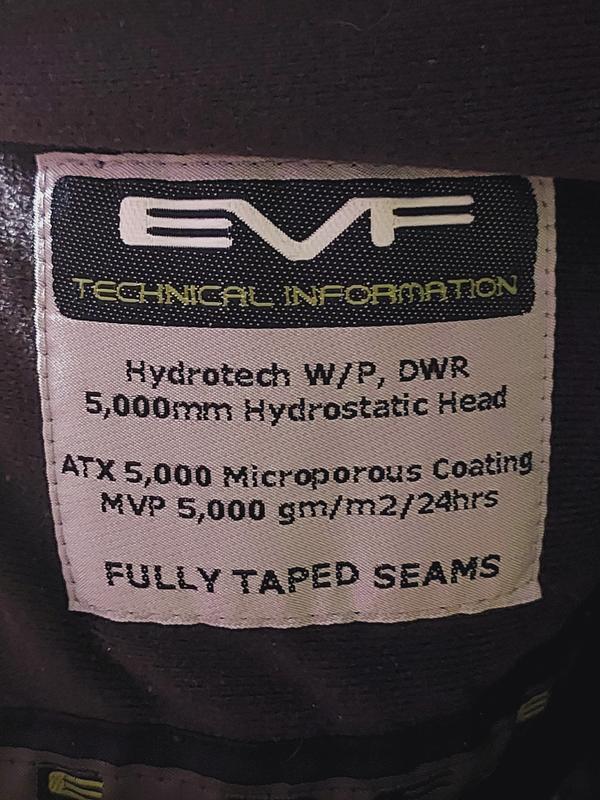 EVF
TECHNICAL INFORMATION
Hydrotech W/P, DWR
5,000mm Hydrostatic Head
ATX 5,000 Microporous Coating
MVP 5,000 gm/m2/24hrs
FULLY TAPED SEAMS